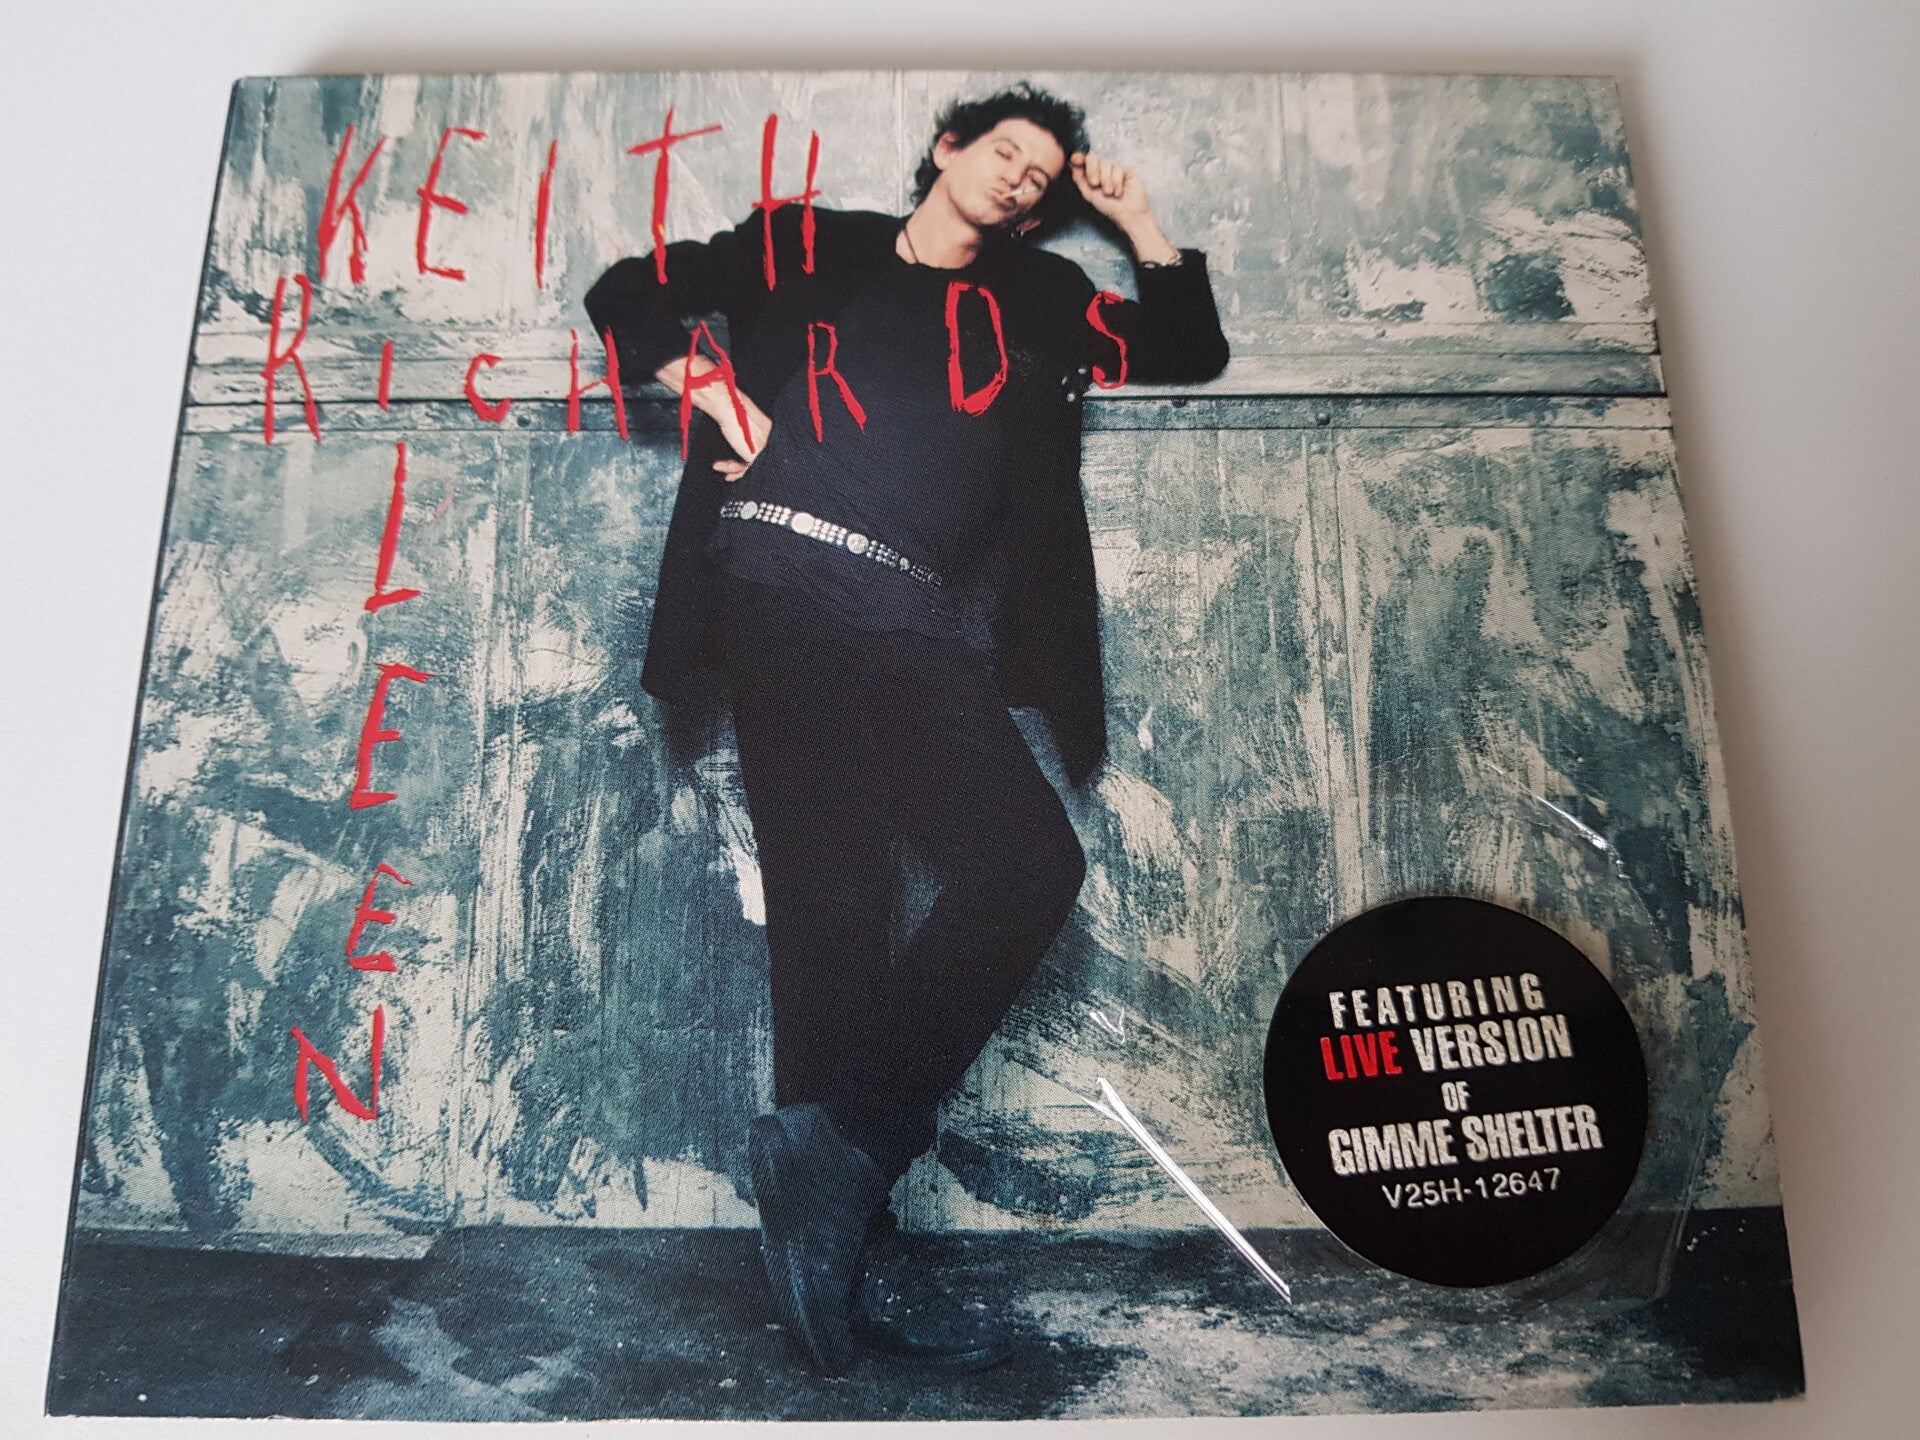 KEITH
RICHARDS
EILEEN
FEATURING
LIVE VERSION
OF
GIMME SHELTER
V25H-12647